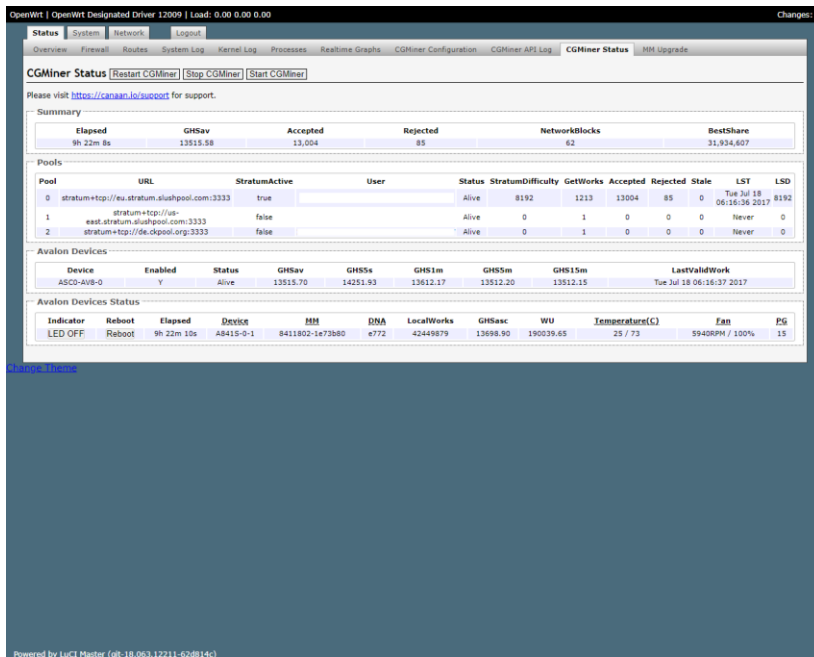 OpenWrt | OpenWrt Designated Driver 12009 | Load: 0.00 0.00 0.00 Changes:
Status System Network Logout
Overview Firewall Routes System Log Kernel Log Processes Realtime Graphs CGMiner Configuration CGMiner API Log CGMiner Status MM Upgrade
CGMiner Status Restart CGMiner Stop CGMiner Start CGMiner
Please visit https://canaan.io/support for support.
Summary
Elapsed GHSav Accepted Rejected NetworkBlocks BestShare
9h 22m 8s 13515.58 13,004 85 62 31,934,607
Pools
Pool URL StratumActive User Status StratumDifficulty GetWorks Accepted Rejected Stale LST LSD
0 stratum+tcp://eu.stratum.slushpool.com:3333 true Alive 8192 1213 13004 85 0 Tue Jul 18 06:16:36 2017 8192
1 stratum+tcp://us-east.stratum.slushpool.com:3333 false Alive 0 1 0 0 0 Never 0
2 stratum+tcp://de.ckpool.org:3333 false Alive 0 1 0 0 0 Never 0
Avalon Devices
Device Enabled Status GHSav GHS5s GHS1m GHS5m GHS15m LastValidWork
ASC0-AV8-0 Y Alive 13515.70 14251.93 13612.17 13512.20 13512.15 Tue Jul 18 06:16:37 2017
Avalon Devices Status
Indicator Reboot Elapsed Device MM DNA LocalWorks GHSasc WU Temperature(C) Fan PG
LED OFF Reboot 9h 22m 10s A841S-0-1 8411802-1e73b80 e772 42449879 13698.90 190039.65 25 / 73 5940RPM / 100% 15
Change Theme
Powered by LuCI Master (git-18.063.12211-62d814c)